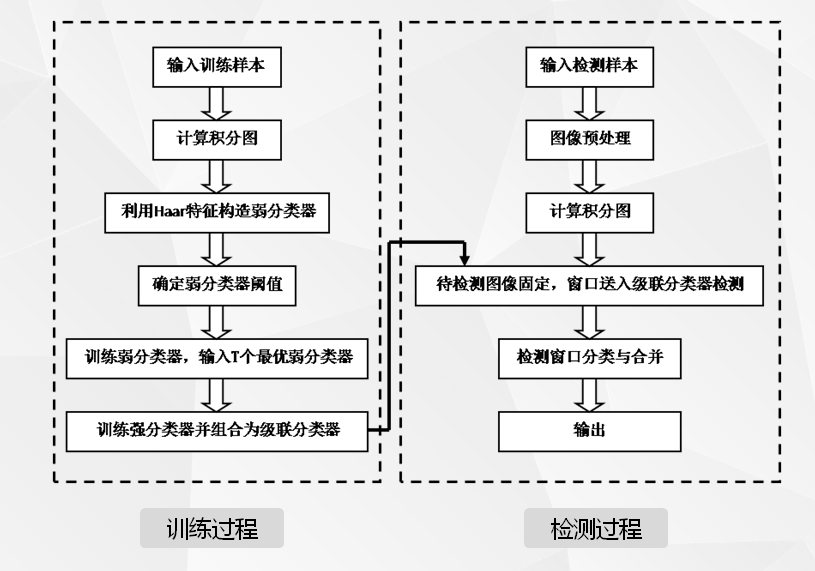 输入训练样本
计算积分图
利用Haar特征构造弱分类器
确定弱分类器阈值
训练弱分类器，输入T个最优弱分类器
训练强分类器并组合为级联分类器
训练过程
输入检测样本
图像预处理
计算积分图
待检测图像固定，窗口送入级联分类器检测
检测窗口分类与合并
输出
检测过程